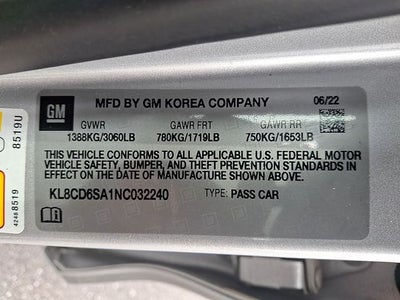 GM
MFD BY GM KOREA COMPANY
06/22
GVWR GAWR FRT GAWR RR
1388KG/3060LB 780KG/1719LB 750KG/1653LB
THIS VEHICLE CONFORMS TO ALL APPLICABLE U.S. FEDERAL MOTOR
VEHICLE SAFETY, BUMPER, AND THEFT PREVENTION STANDARDS IN
EFFECT ON THE DATE OF MANUFACTURE SHOWN ABOVE.
KL8CD6SA1NC032240 TYPE: PASS CAR
8519U
42468519